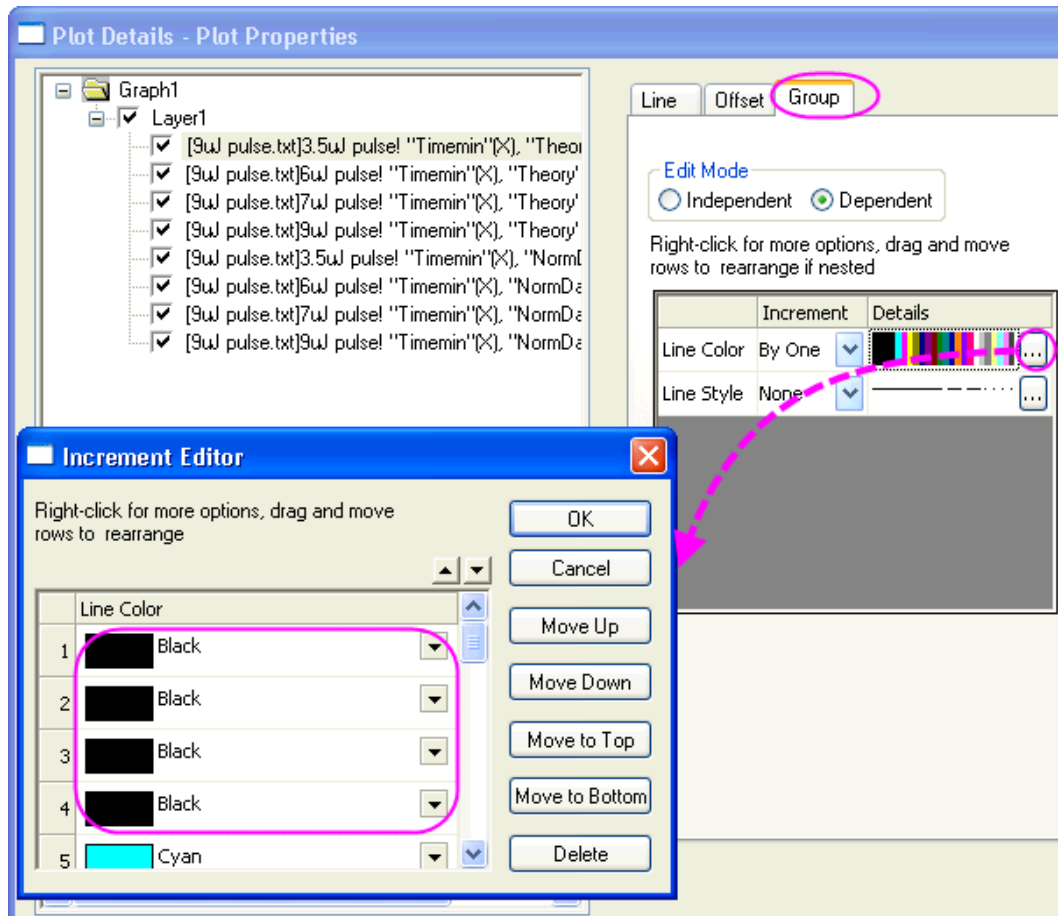 Plot Details - Plot Properties
Graph1
Layer1
[9uJ pulse.txt]3.5uJ pulse! "Timemin"(X), "Theor
[9uJ pulse.txt]6uJ pulse! "Timemin"(X), "Theory"
[9uJ pulse.txt]7uJ pulse! "Timemin"(X), "Theory"
[9uJ pulse.txt]9uJ pulse! "Timemin"(X), "Theory"
[9uJ pulse.txt]3.5uJ pulse! "Timemin"(X), "NormD
[9uJ pulse.txt]6uJ pulse! "Timemin"(X), "NormDa
[9uJ pulse.txt]7uJ pulse! "Timemin"(X), "NormDa
[9uJ pulse.txt]9uJ pulse! "Timemin"(X), "NormDa
Line Offset Group
Edit Mode
Independent Dependent
Right-click for more options, drag and move
rows to rearrange if nested
Increment Details
Line Color By One ...
Line Style None ...
Increment Editor
Right-click for more options, drag and move
rows to rearrange
Line Color
1 Black
2 Black
3 Black
4 Black
5 Cyan
OK
Cancel
Move Up
Move Down
Move to Top
Move to Bottom
Delete